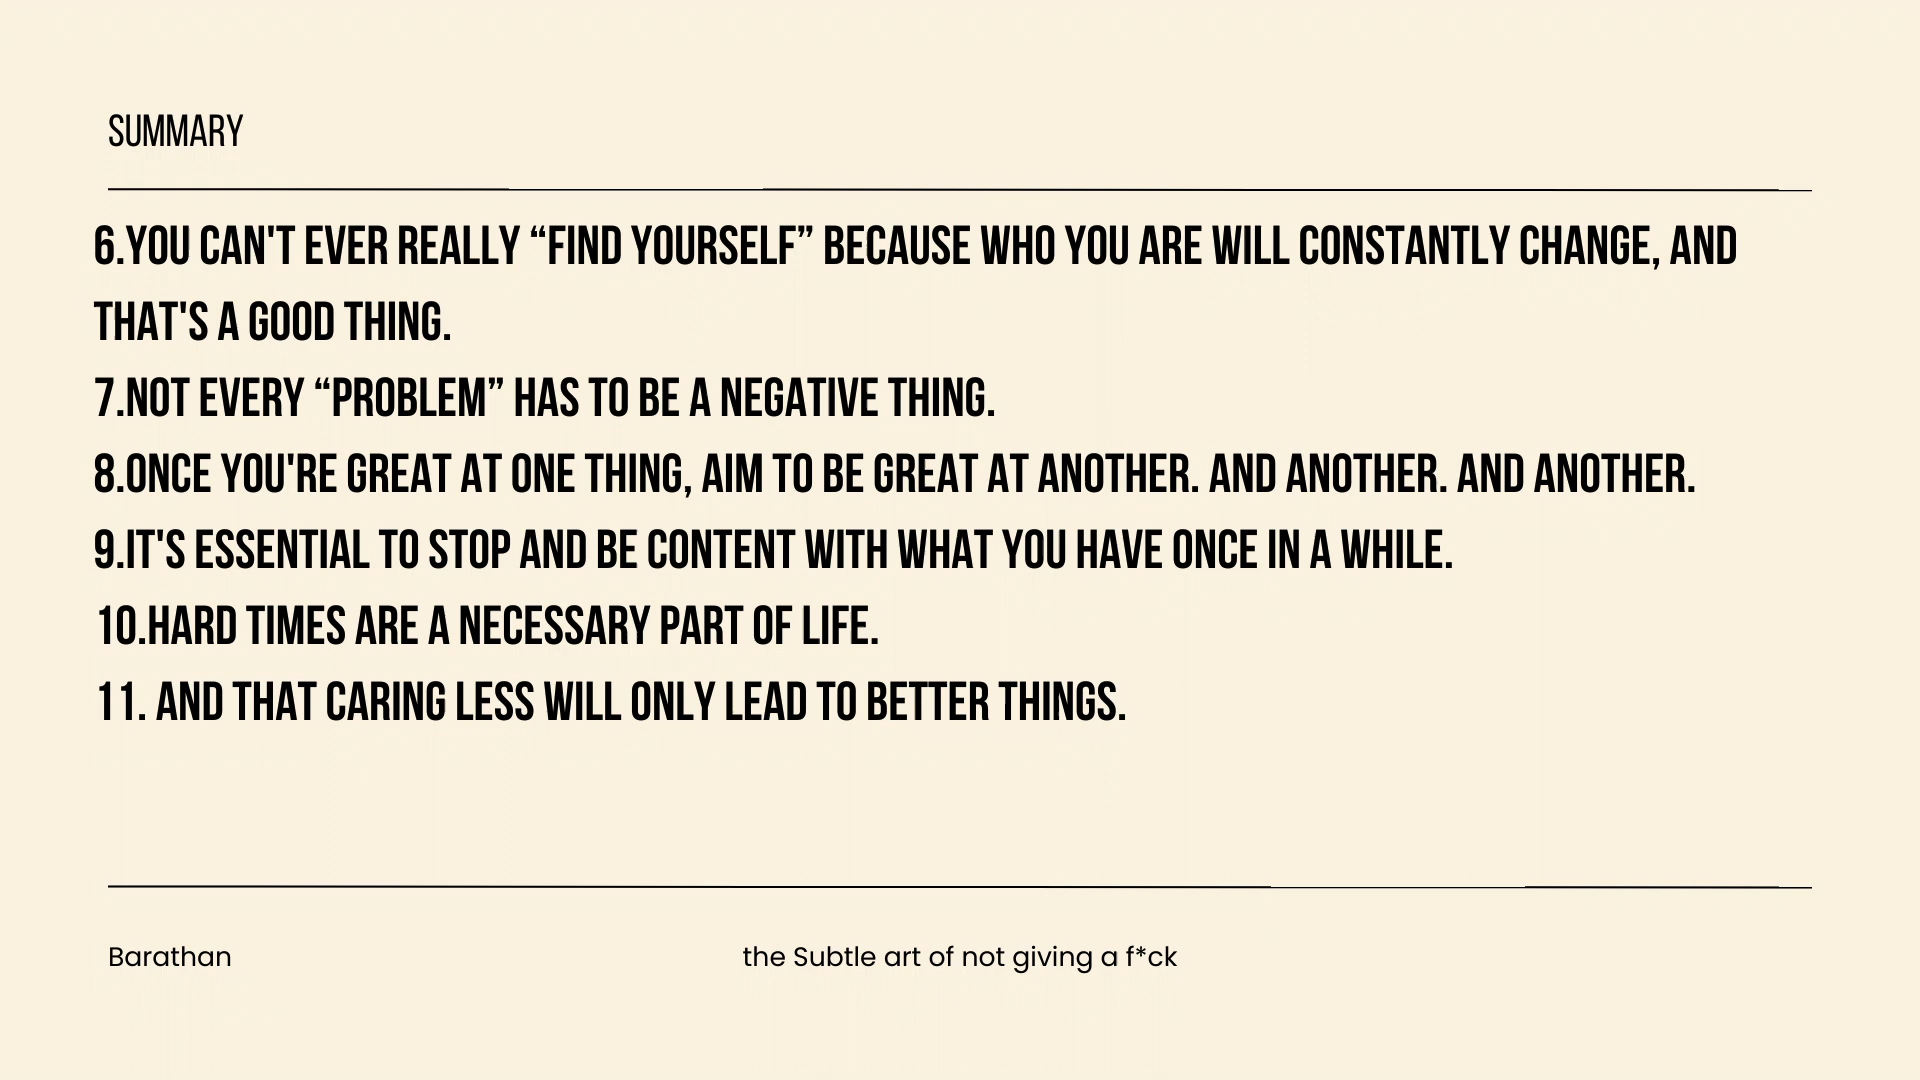 SUMMARY
6.YOU CAN'T EVER REALLY “FIND YOURSELF” BECAUSE WHO YOU ARE WILL CONSTANTLY CHANGE, AND
THAT'S A GOOD THING.
7.NOT EVERY “PROBLEM” HAS TO BE A NEGATIVE THING.
8.ONCE YOU'RE GREAT AT ONE THING, AIM TO BE GREAT AT ANOTHER. AND ANOTHER. AND ANOTHER.
9.IT'S ESSENTIAL TO STOP AND BE CONTENT WITH WHAT YOU HAVE ONCE IN A WHILE.
10.HARD TIMES ARE A NECESSARY PART OF LIFE.
11. AND THAT CARING LESS WILL ONLY LEAD TO BETTER THINGS.
Barathan
the Subtle art of not giving a f*ck